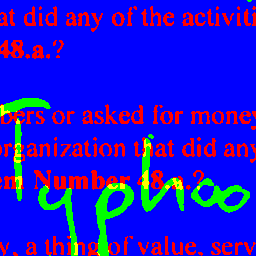 at did any of the activiti
48.a.?
bers or asked for money
organization that did any
em Number 48.a.?
Typhoo
y, a thing of value, serv